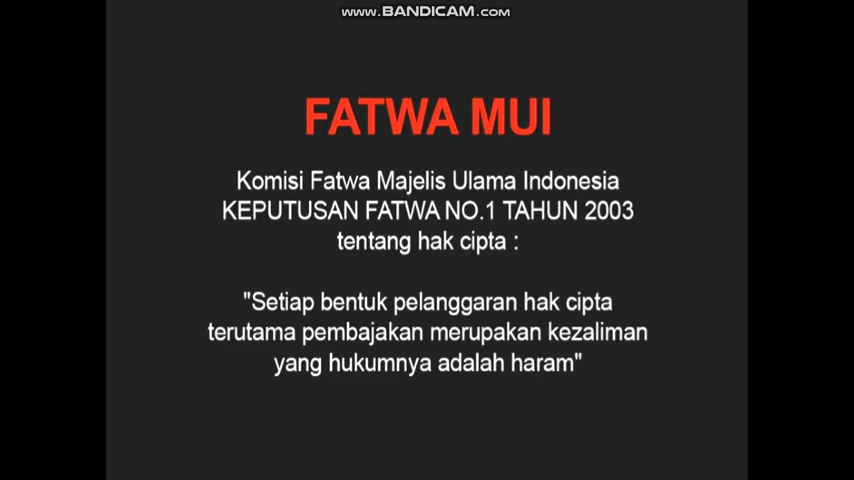 www.BANDICAM.com
FATWA MUI
Komisi Fatwa Majelis Ulama Indonesia
KEPUTUSAN FATWA NO.1 TAHUN 2003
tentang hak cipta :
"Setiap bentuk pelanggaran hak cipta
terutama pembajakan merupakan kezaliman
yang hukumnya adalah haram"